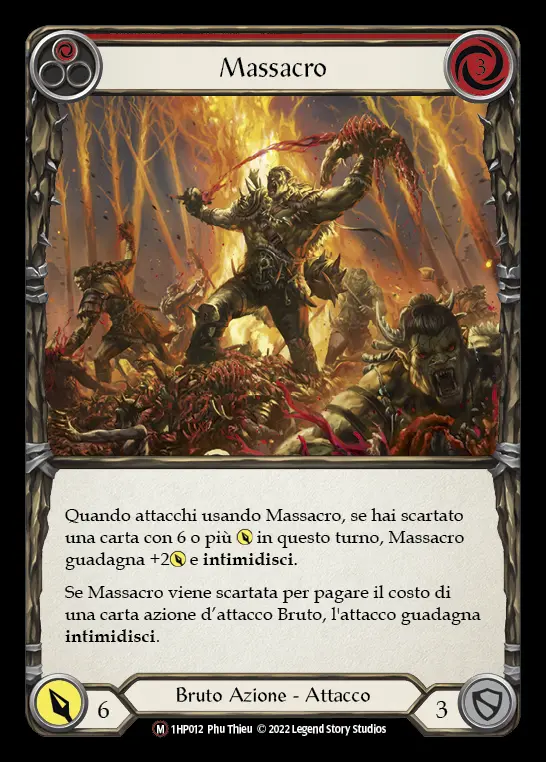 Massacro
3
Quando attacchi usando Massacro, se hai scartato
una carta con 6 o più in questo turno, Massacro
guadagna +2 e intimidisci.
Se Massacro viene scartata per pagare il costo di
una carta azione d’attacco Bruto, l'attacco guadagna
intimidisci.
6
Bruto Azione - Attacco
3
M 1HP012 Phu Thieu © 2022 Legend Story Studios